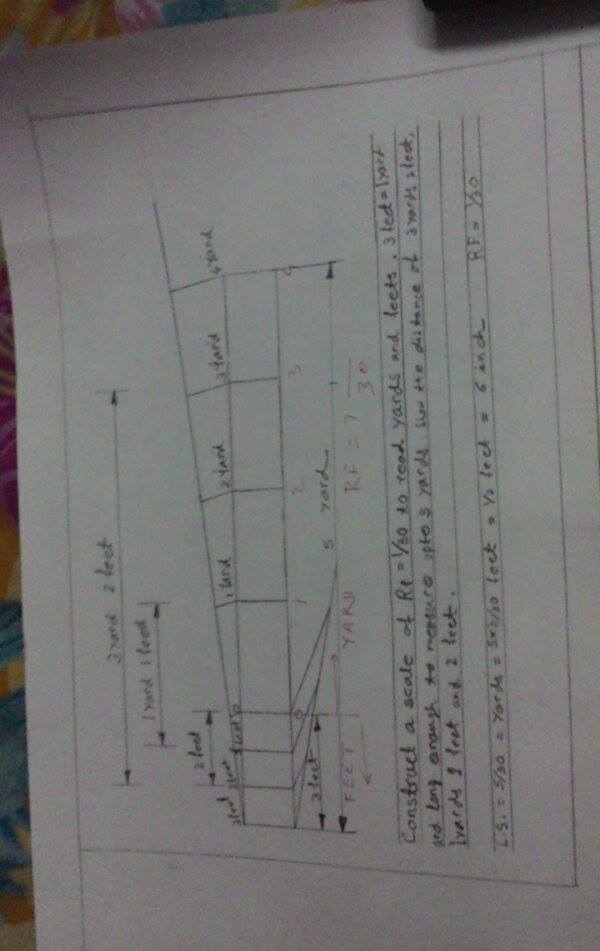 3 yard 2 feet
1 yard 1 feet
2 feet
3 feet 2 feet 1 feet 0 1 yard 2 yard 3 yard 4 yard
0 1 2 3 4
3 feet
5 yard
FEET YARD RF = 1/30
Construct a scale of Rf = 1/30 to read yards and feets. 3 feet = 1 yard
and long enough to measure upto 5 yards. Show the distance of 3 yards 2 feet,
1 yards 1 feet and 2 feet.
L.S. = 5/30 = yards = 5x3/30 feet = 1/2 feet = 6 inch RF = 1/30